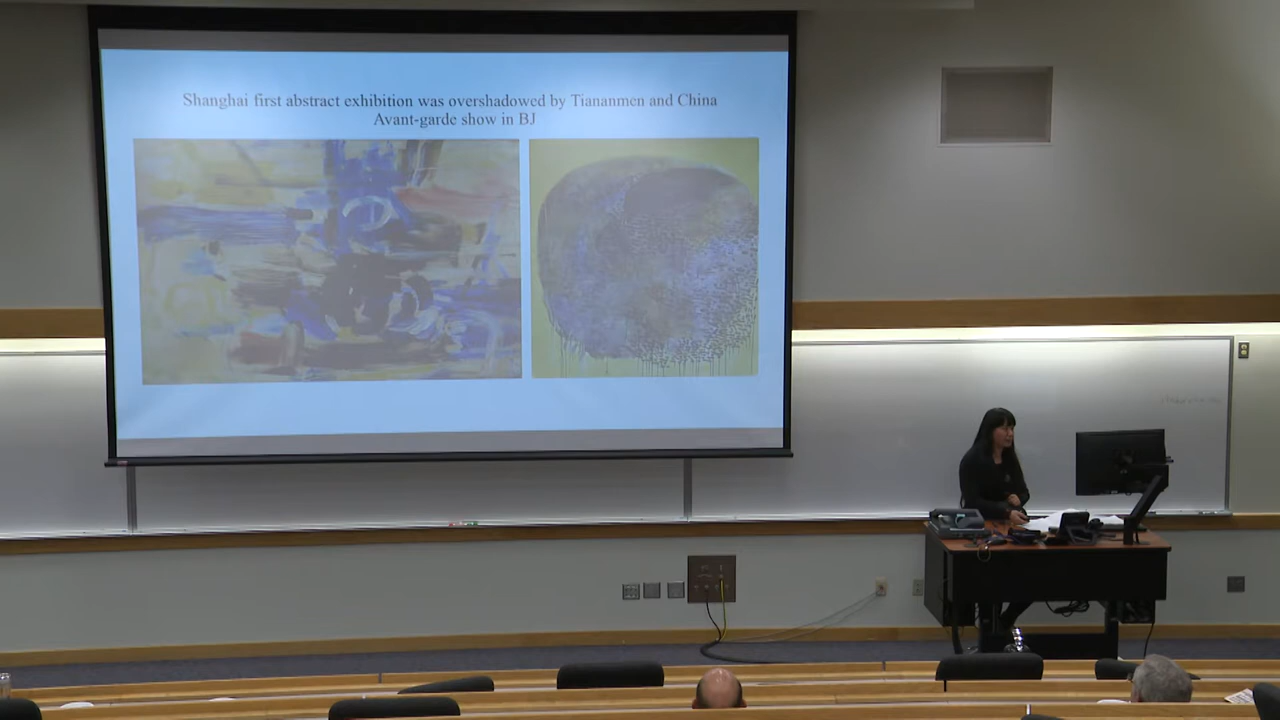 Shanghai first abstract exhibition was overshadowed by Tiananmen and China
Avant-garde show in BJ